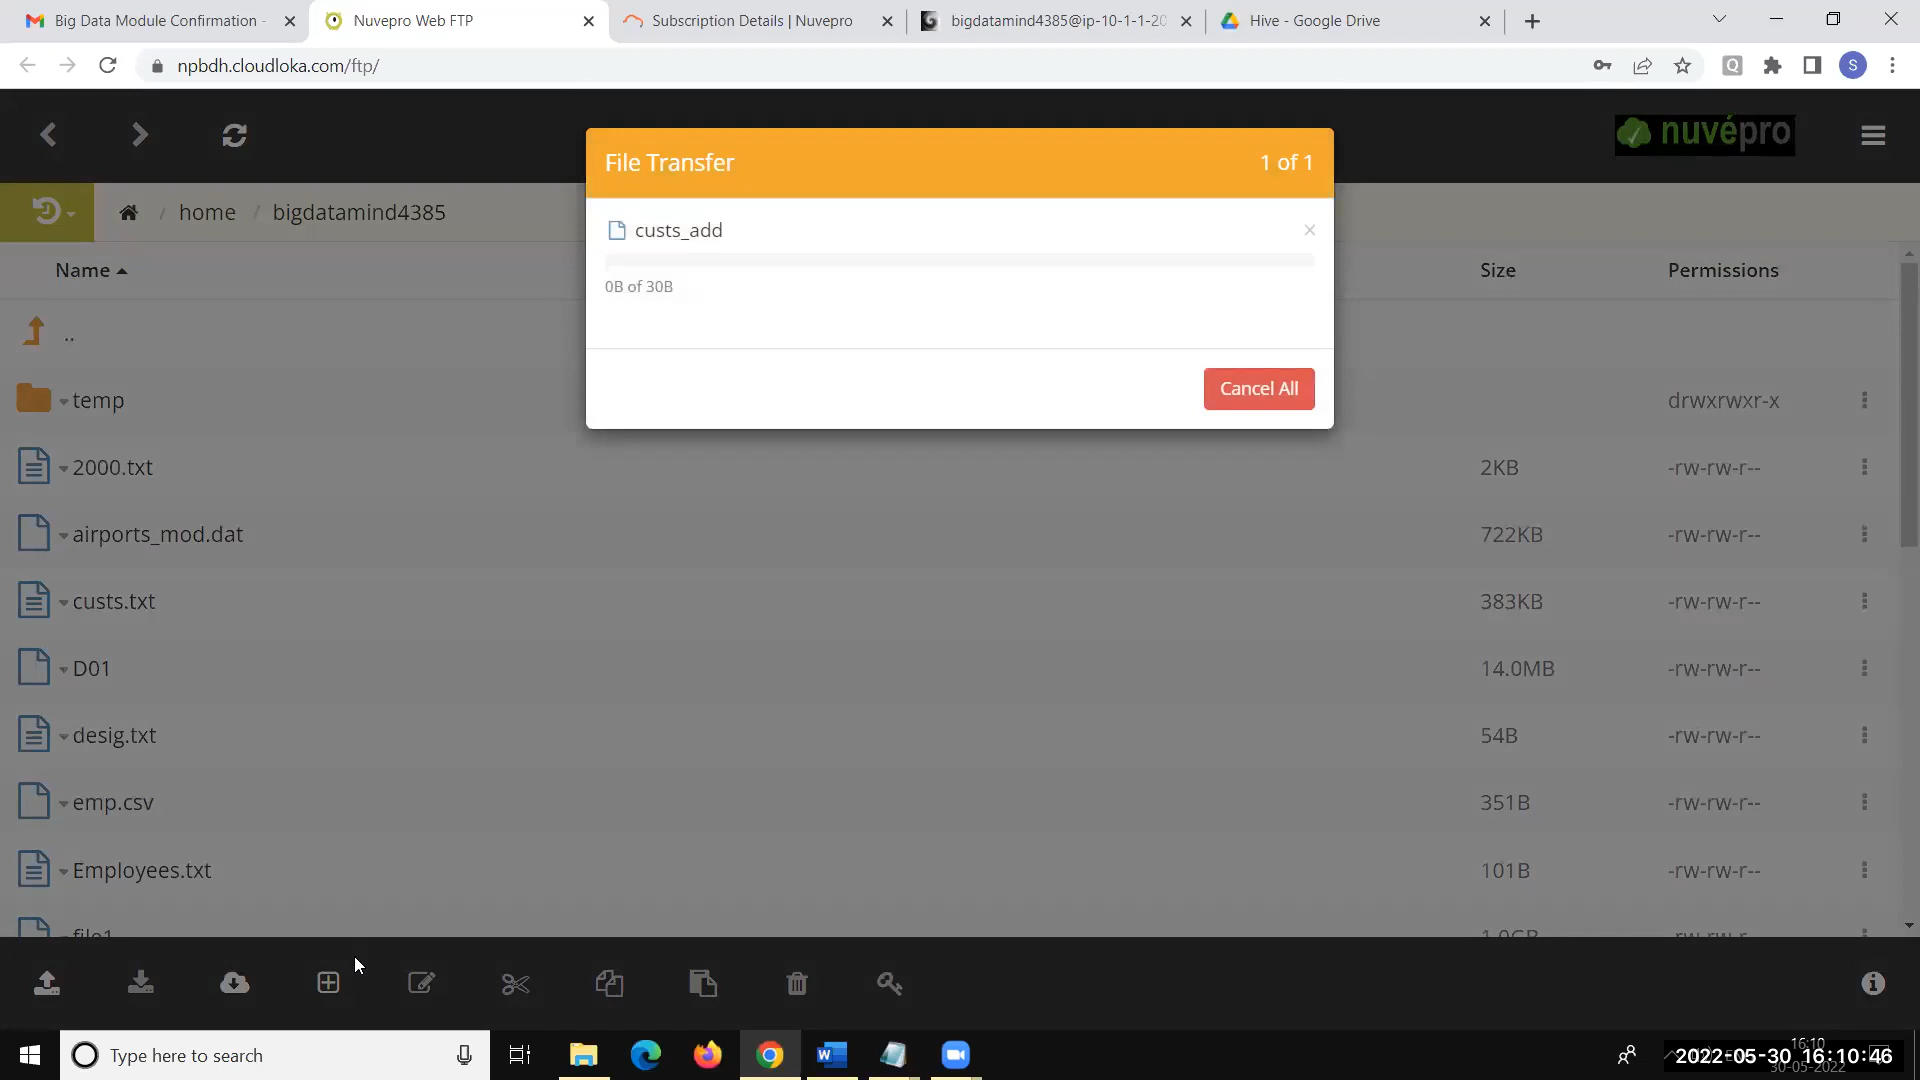 Big Data Module Confirmation -
Nuvepro Web FTP
Subscription Details | Nuvepro
bigdatamind4385@ip-10-1-1-20
Hive - Google Drive
npbdh.cloudloka.com/ftp/
S
nuvépro
File Transfer
1 of 1
custs_add
0B of 30B
Cancel All
home / bigdatamind4385
Name
Size
Permissions
..
temp
drwxrwxr-x
2000.txt
2KB
-rw-rw-r--
airports_mod.dat
722KB
-rw-rw-r--
custs.txt
383KB
-rw-rw-r--
D01
14.0MB
-rw-rw-r--
desig.txt
54B
-rw-rw-r--
emp.csv
351B
-rw-rw-r--
Employees.txt
101B
-rw-rw-r--
file1
1.0GB
-rw-rw-r--
Type here to search
16:10
2022-05-30 16:10:46
30-05-2022